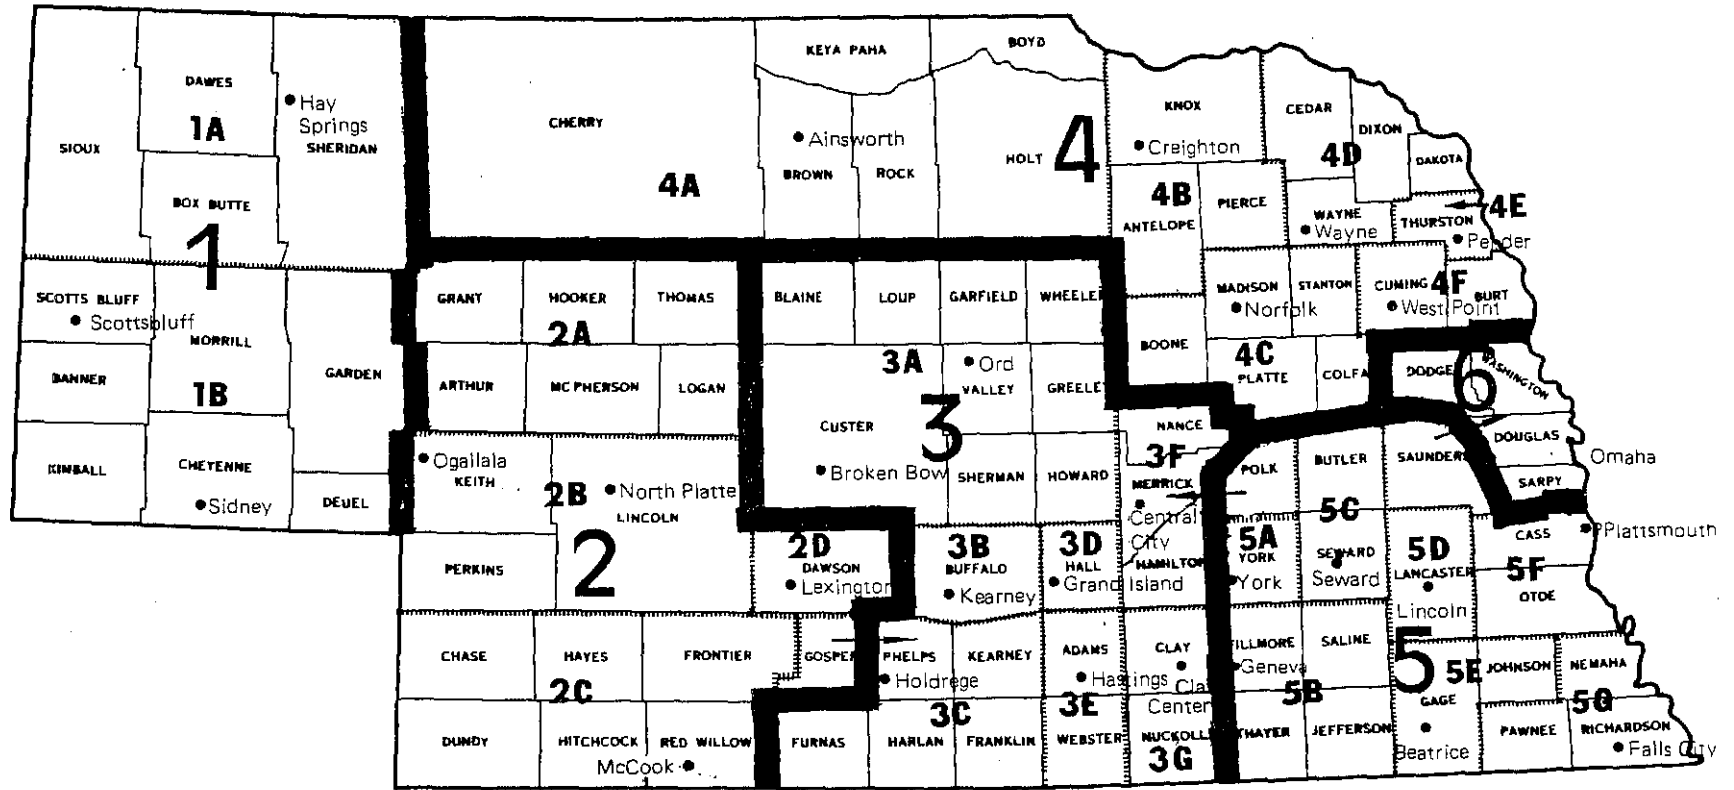 KEYA PAHA
BOYD
DAWES
Hay
Springs
SHERIDAN
1A
SIOUX
CHERRY
Ainsworth
BROWN
ROCK
HOLT
4
4A
KNOX
Creighton
CEDAR
DIXON
4D
DAKOTA
4B
ANTELOPE
PIERCE
WAYNE
Wayne
THURSTON
4E
Pender
BOX BUTTE
1
SCOTTS BLUFF
Scottsbluff
MORRILL
GARDEN
BANNER
1B
KIMBALL
CHEYENNE
Sidney
DEUEL
GRANT
HOOKER
THOMAS
2A
ARTHUR
MC PHERSON
LOGAN
BLAINE
LOUP
GARFIELD
WHEELER
3A
Ord
VALLEY
GREELEY
CUSTER
3
Broken Bow
SHERMAN
HOWARD
MADISON
Norfolk
STANTON
CUMING
4F
West Point
BURT
BOONE
4C
PLATTE
COLFA
DODGE
6
WASHINGTON
DOUGLAS
Omaha
SARPY
NANCE
3F
MERRICK
Central
City
HAMILTON
POLK
BUTLER
SAUNDERS
5C
Ogallala
KEITH
2B
North Platte
LINCOLN
2
PERKINS
2D
DAWSON
Lexington
3B
BUFFALO
Kearney
3D
HALL
Grand Island
5A
YORK
York
SEWARD
Seward
5D
LANCASTER
Lincoln
CASS
PPlattsmouth
5F
OTOE
CHASE
HAYES
FRONTIER
GOSPER
2C
PHELPS
Holdrege
KEARNEY
ADAMS
Hastings
CLAY
Clay
Center
FILLMORE
Geneva
SALINE
5
5B
5E
GAGE
Beatrice
JOHNSON
NEMAHA
5G
DUNDY
HITCHCOCK
RED WILLOW
McCook
FURNAS
3C
HARLAN
FRANKLIN
3E
WEBSTER
NUCKOLL
3G
THAYER
JEFFERSON
PAWNEE
RICHARDSON
Falls City